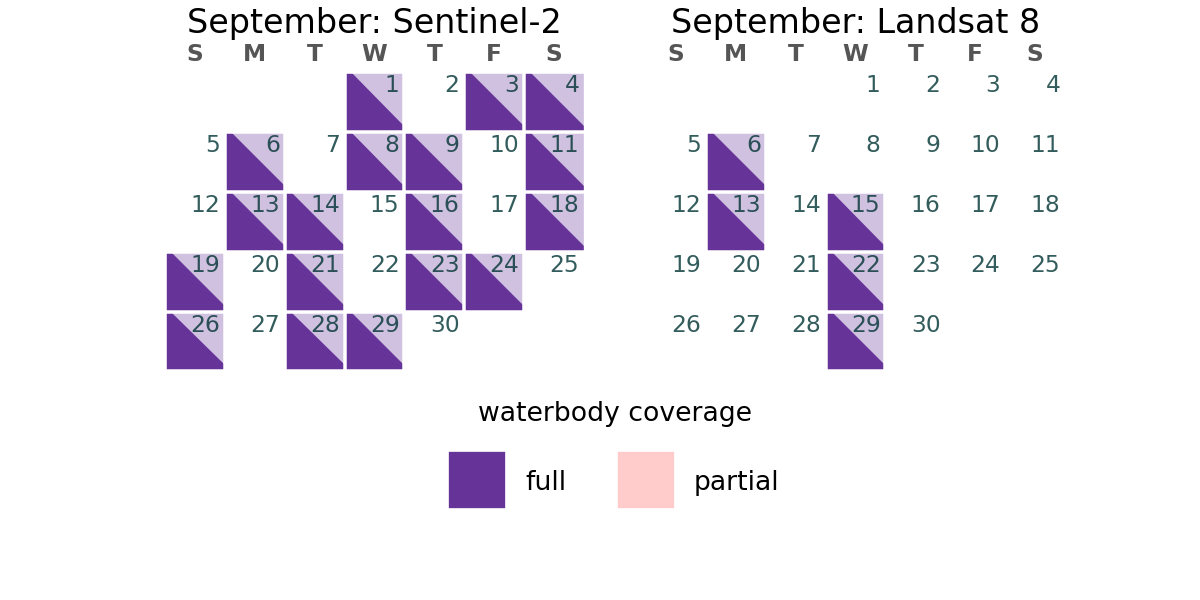 September: Sentinel-2
S M T W T F S
1 2 3 4
5 6 7 8 9 10 11
12 13 14 15 16 17 18
19 20 21 22 23 24 25
26 27 28 29 30
September: Landsat 8
S M T W T F S
1 2 3 4
5 6 7 8 9 10 11
12 13 14 15 16 17 18
19 20 21 22 23 24 25
26 27 28 29 30
waterbody coverage
full partial